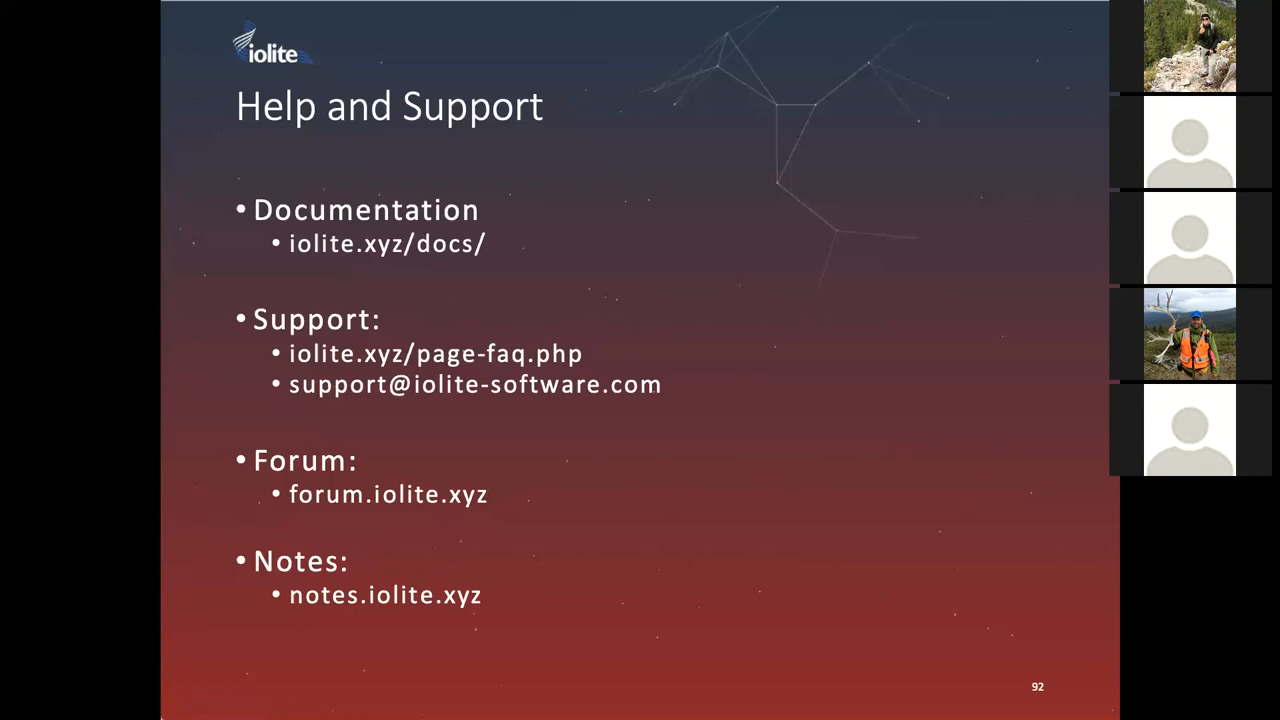 iolite
Help and Support
• Documentation
• iolite.xyz/docs/
• Support:
• iolite.xyz/page-faq.php
• support@iolite-software.com
• Forum:
• forum.iolite.xyz
• Notes:
• notes.iolite.xyz
92